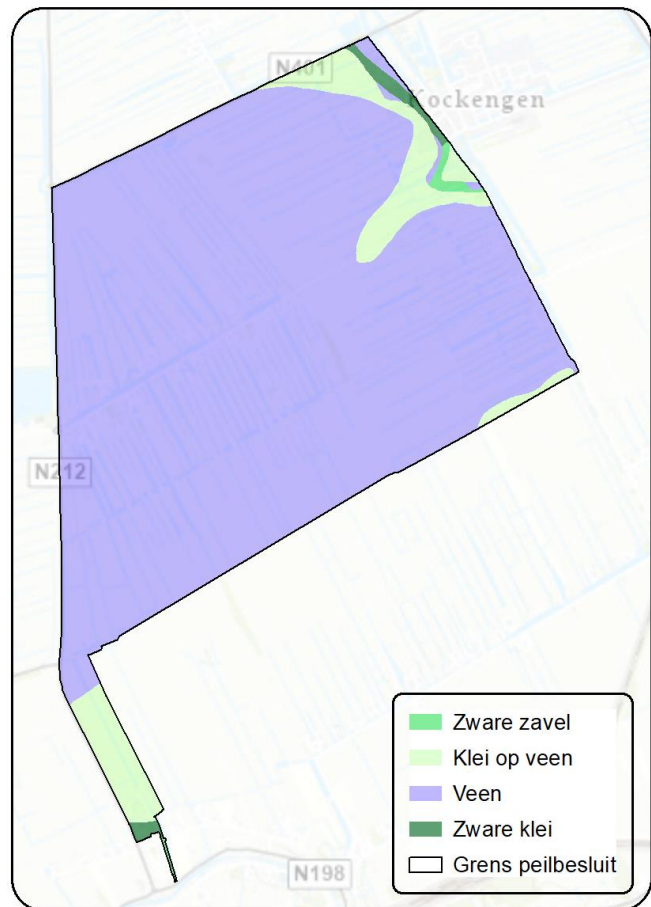 N401
Kockengen
N212
Zware zavel
Klei op veen
Veen
Zware klei
Grens peilbesluit
N198